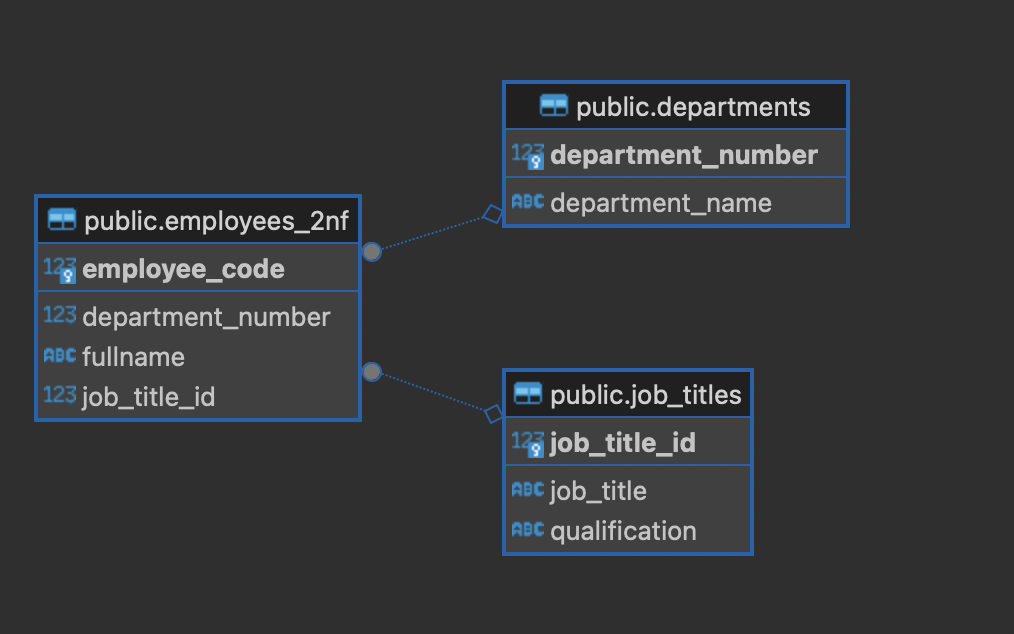 public.departments
123 department_number
ABC department_name
public.employees_2nf
123 employee_code
123 department_number
ABC fullname
123 job_title_id
public.job_titles
123 job_title_id
ABC job_title
ABC qualification